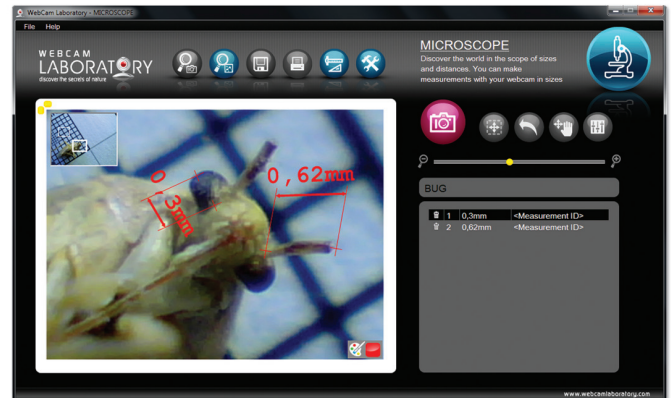 WebCam Laboratory - MICROSCOPE
File Help
WEBCAM
LABORATORY
discover the secrets of nature
MICROSCOPE
Discover the world in the scope of sizes
and distances. You can make
measurements with your webcam in sizes
0,3mm
0,62mm
BUG
1 0,3mm <Measurement ID>
2 0,62mm <Measurement ID>
www.webcamlaboratory.com